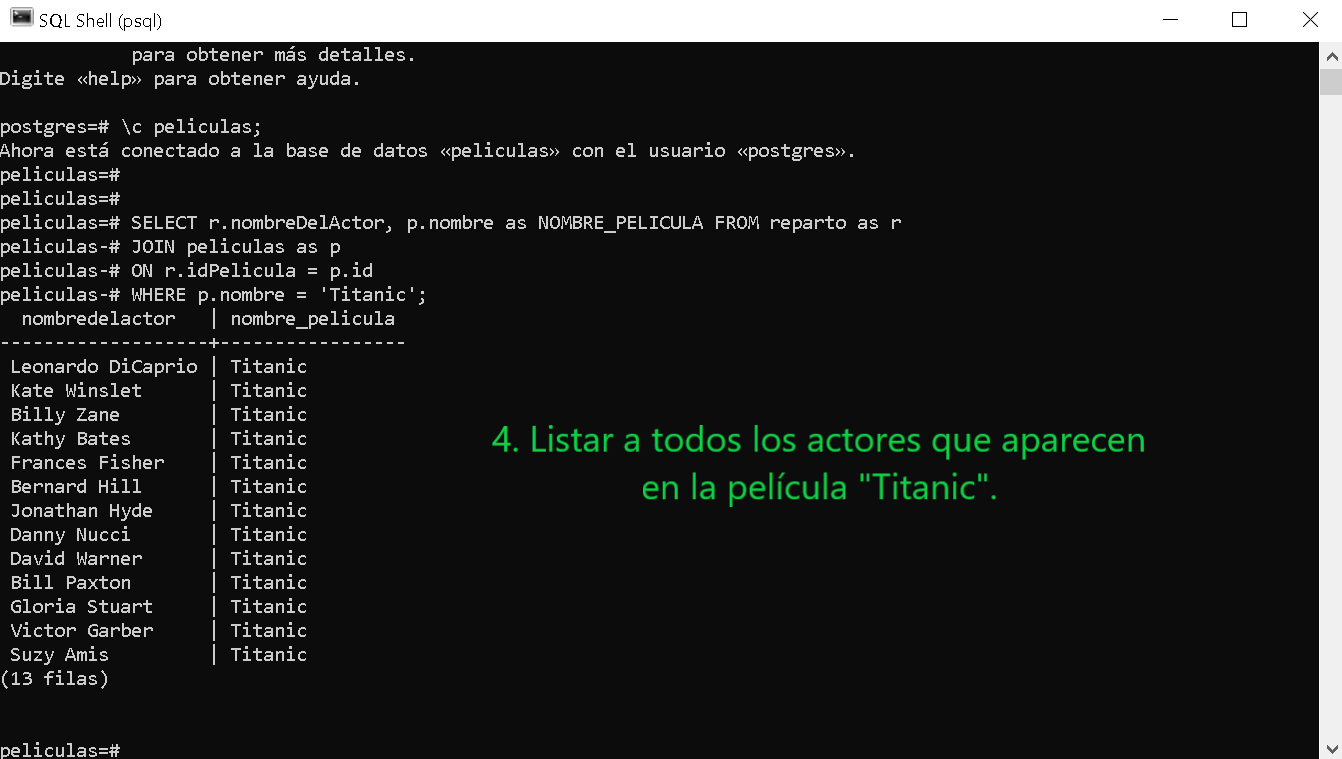 SQL Shell (psql)
para obtener más detalles.
Digite «help» para obtener ayuda.
postgres=# \c peliculas;
Ahora está conectado a la base de datos «peliculas» con el usuario «postgres».
peliculas=#
peliculas=#
peliculas=# SELECT r.nombreDelActor, p.nombre as NOMBRE_PELICULA FROM reparto as r
peliculas-# JOIN peliculas as p
peliculas-# ON r.idPelicula = p.id
peliculas-# WHERE p.nombre = 'Titanic';
nombredelactor | nombre_pelicula
-------------------+-----------------
Leonardo DiCaprio | Titanic
Kate Winslet | Titanic
Billy Zane | Titanic
Kathy Bates | Titanic
Frances Fisher | Titanic
Bernard Hill | Titanic
Jonathan Hyde | Titanic
Danny Nucci | Titanic
David Warner | Titanic
Bill Paxton | Titanic
Gloria Stuart | Titanic
Victor Garber | Titanic
Suzy Amis | Titanic
(13 filas)
peliculas=#
4. Listar a todos los actores que aparecen
en la película "Titanic".